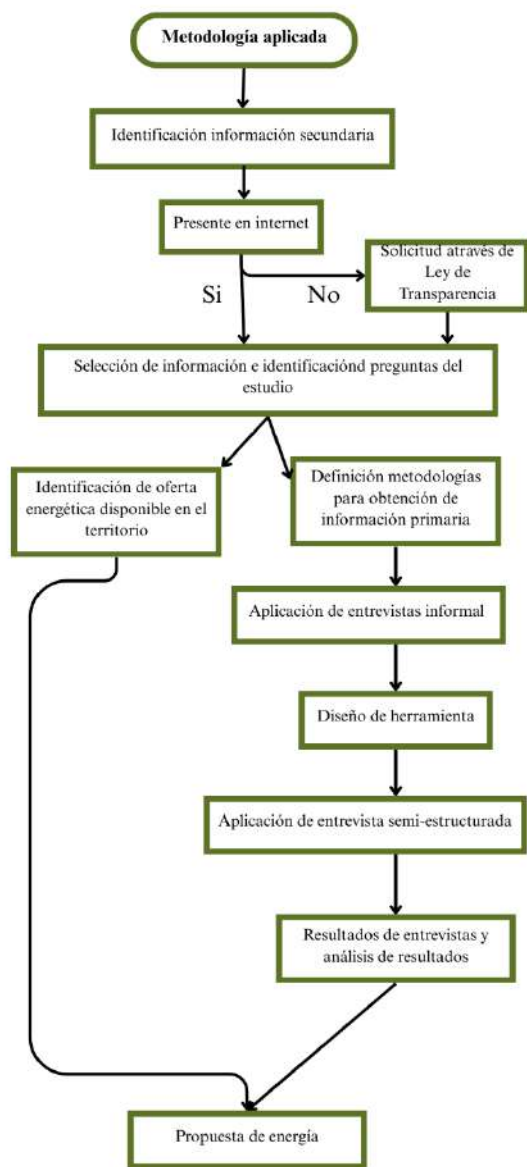 Metodología aplicada
Identificación información secundaria
Presente en internet
Solicitud através de
Ley de
Transparencia
Si
No
Selección de información e identificaciónd preguntas del
estudio
Identificación de oferta
energética disponible en el
territorio
Definición metodologías
para obtención de
información primaria
Aplicación de entrevistas informal
Diseño de herramienta
Aplicación de entrevista semi-estructurada
Resultados de entrevistas y
análisis de resultados
Propuesta de energía